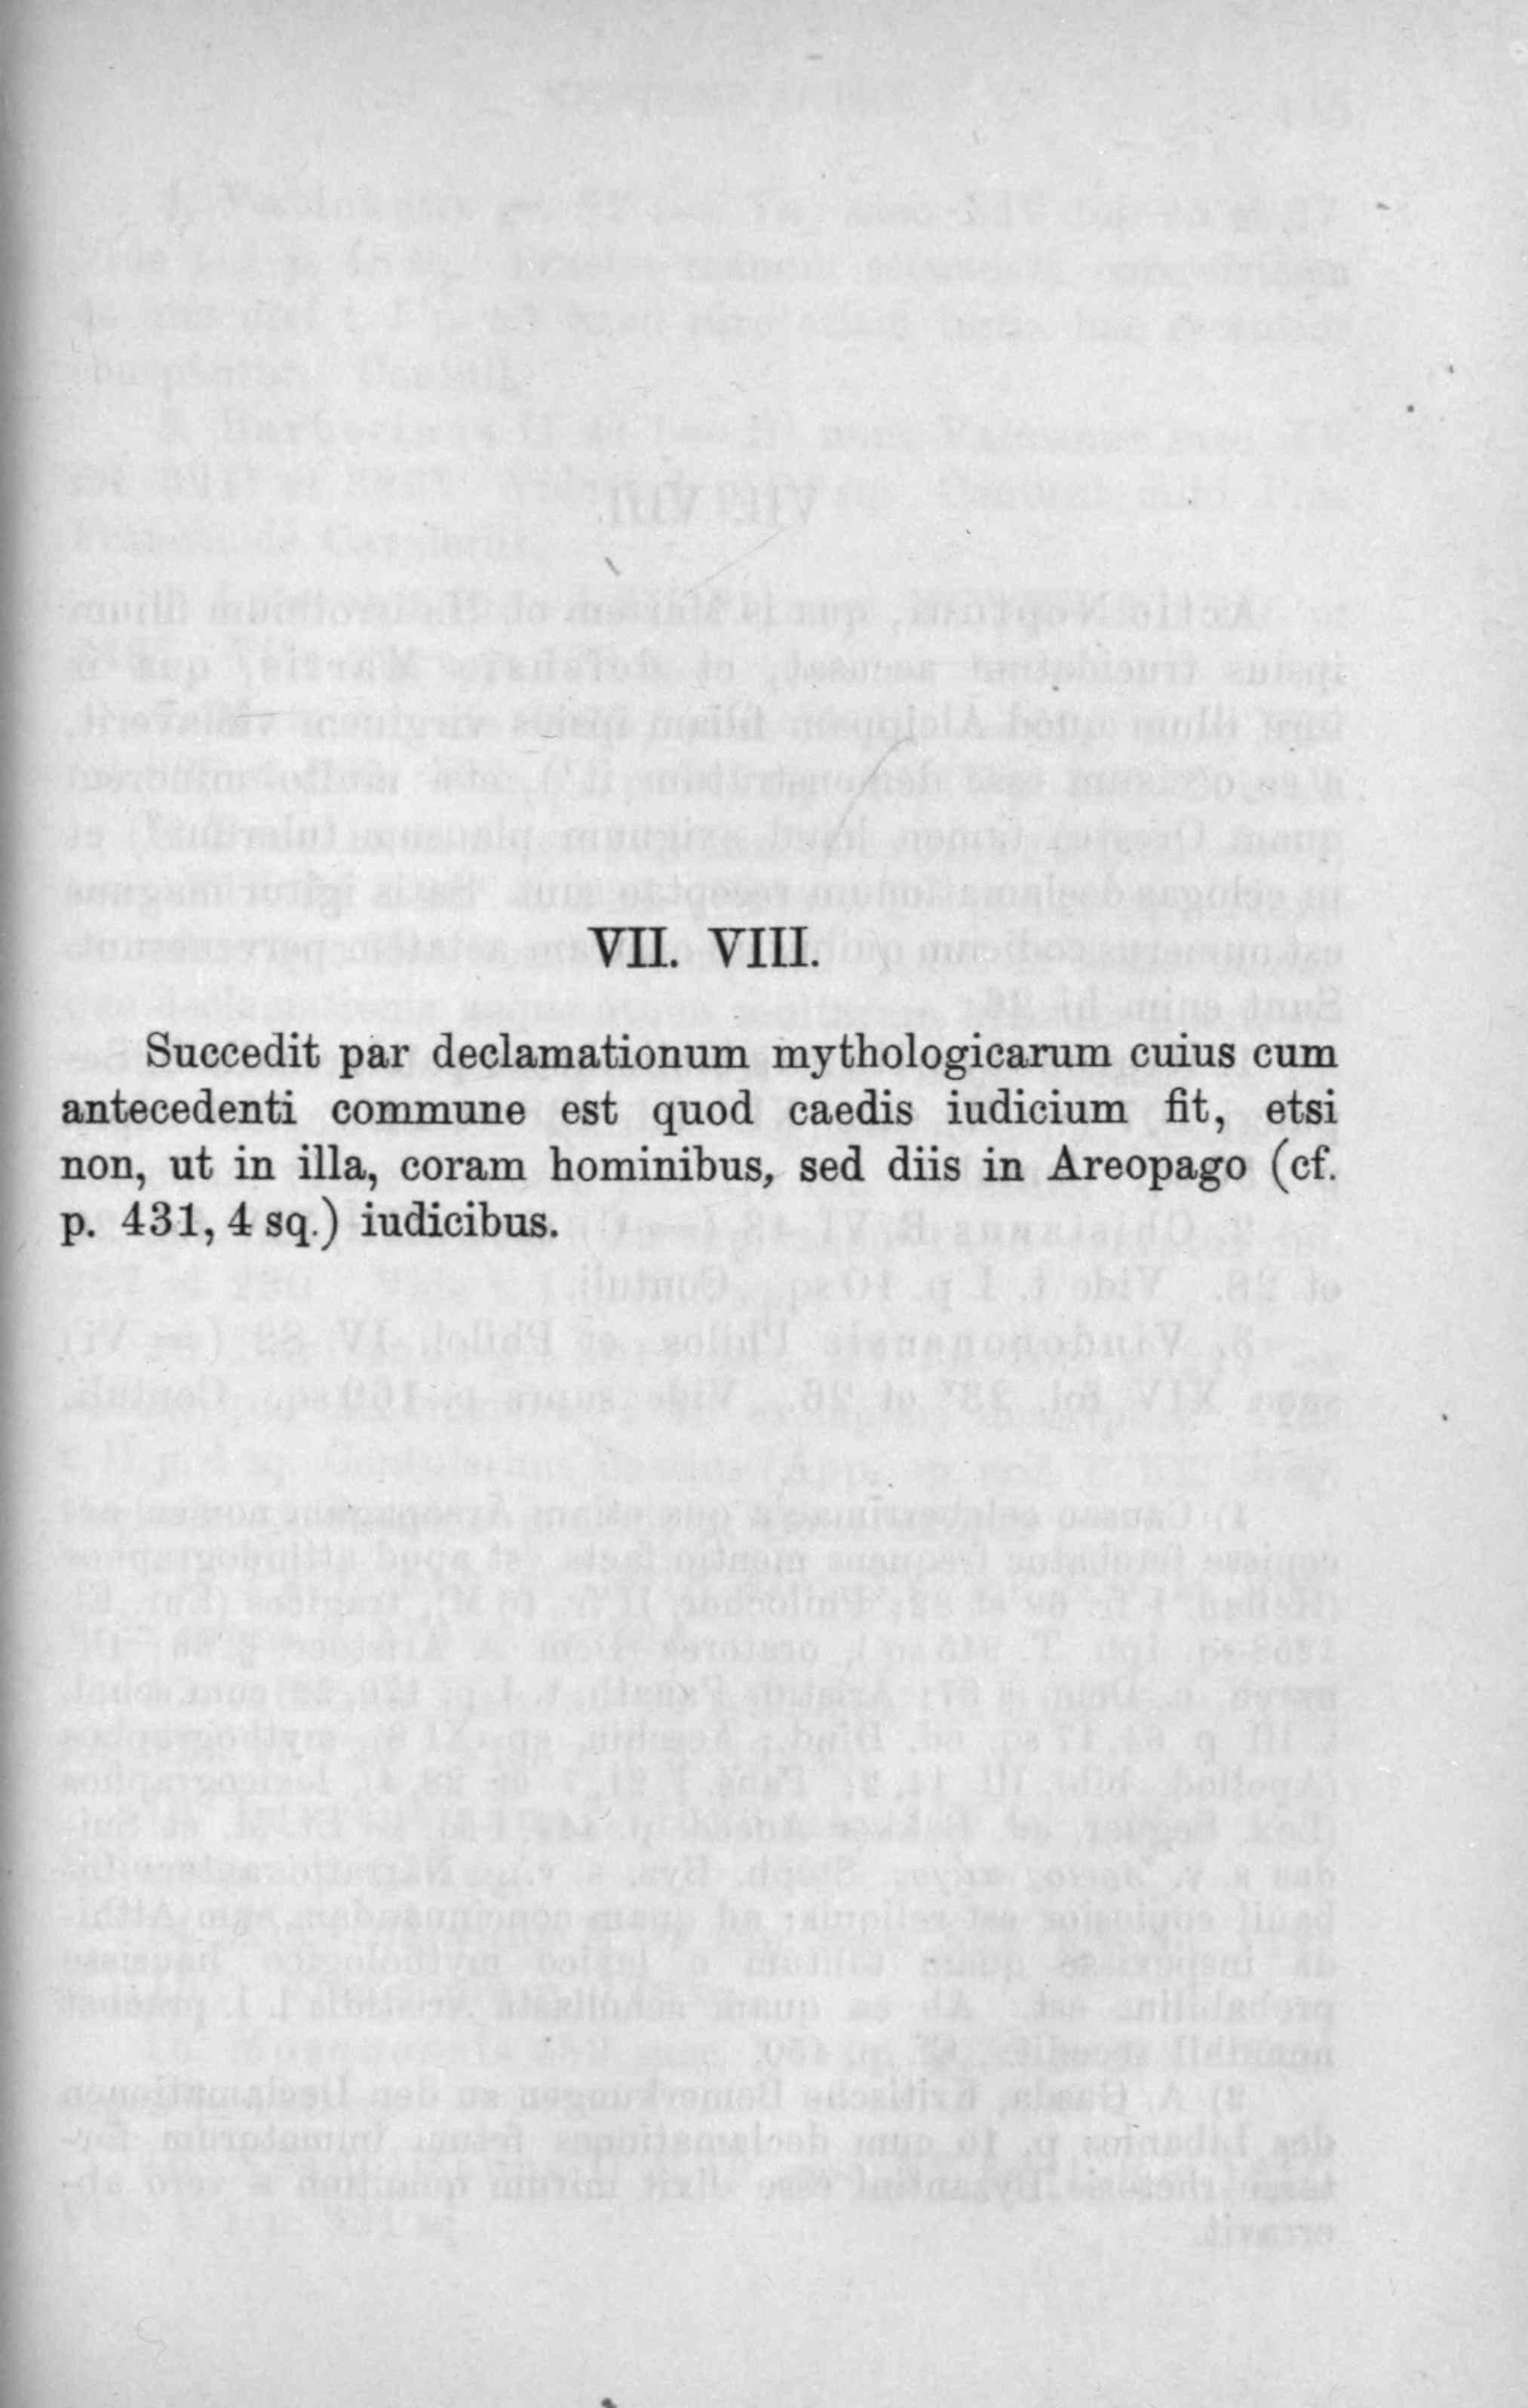 VII. VIII.
Succedit par declamationum mythologicarum cuius cum
antecedenti commune est quod caedis iudicium fit, etsi
non, ut in illa, coram hominibus, sed diis in Areopago (cf.
p. 431, 4 sq.) iudicibus.